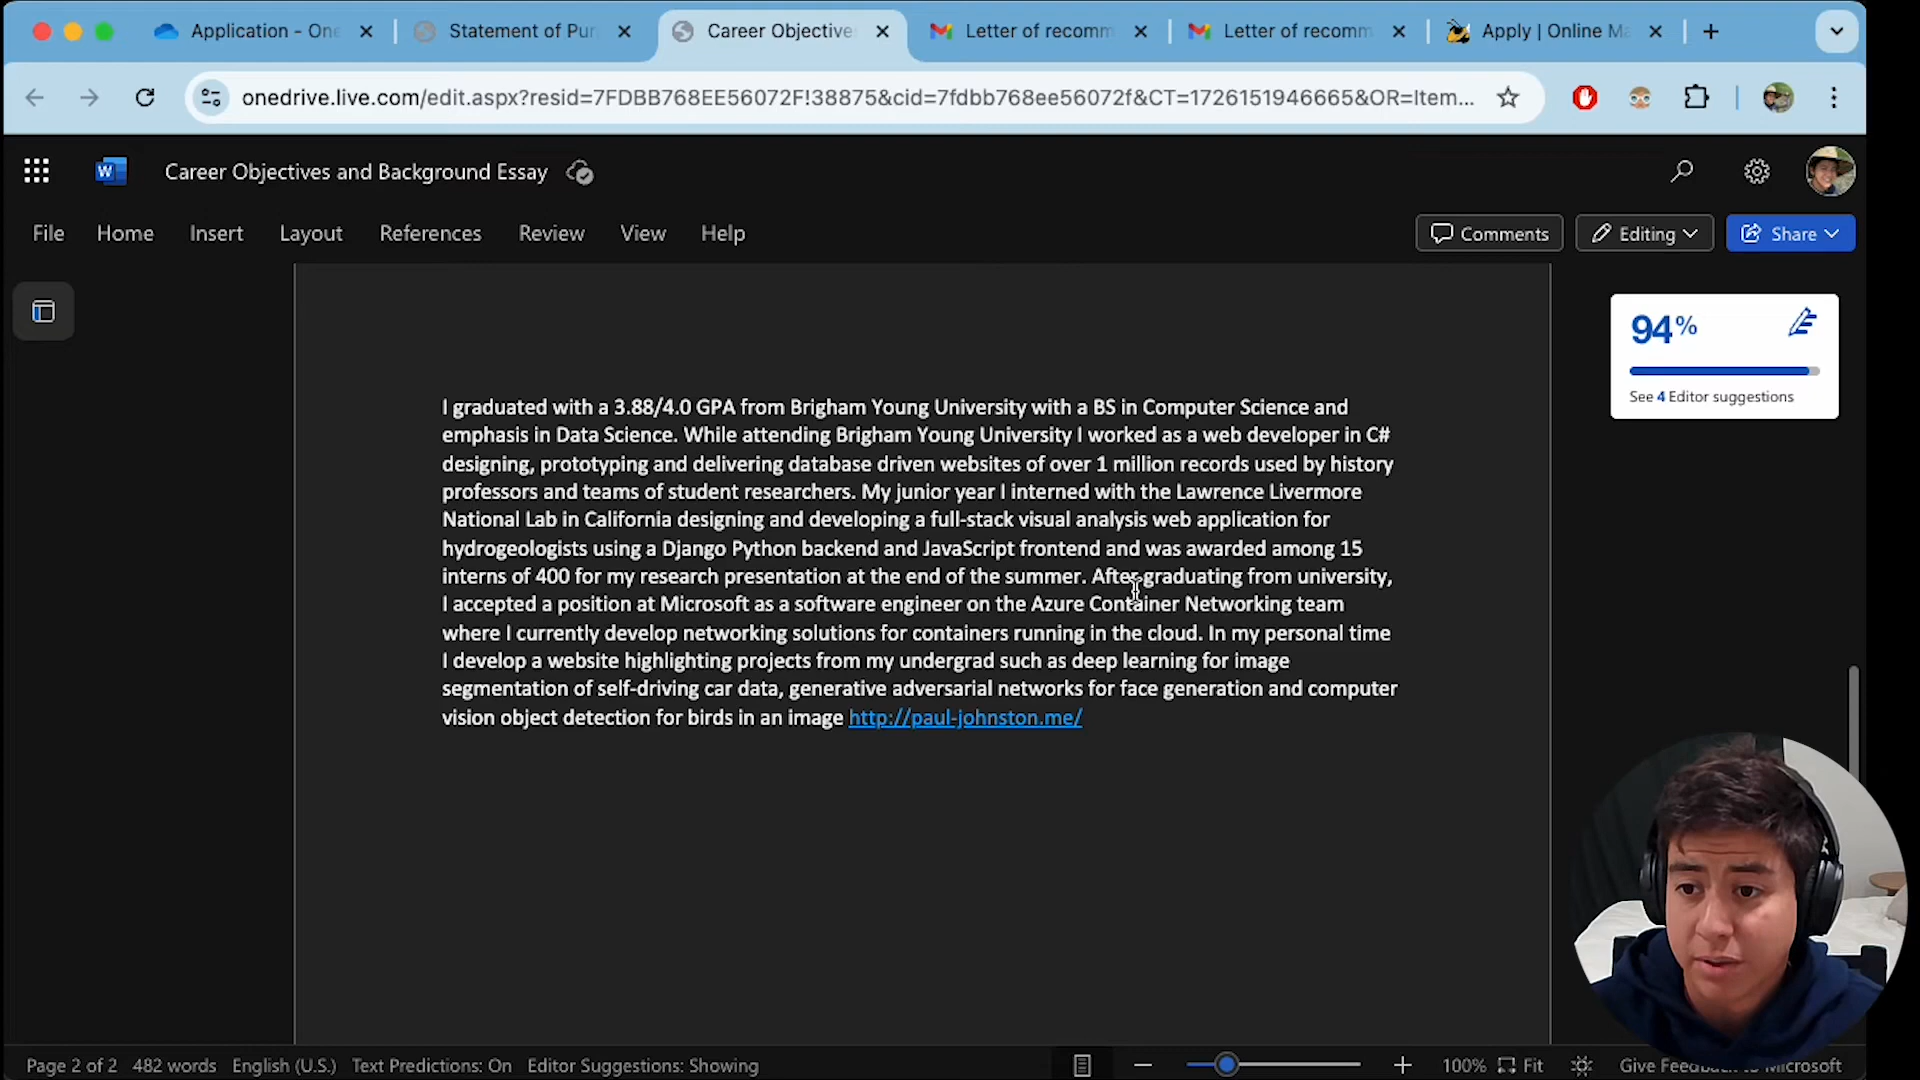 Application - One
Statement of Pur
Career Objective
Letter of recomm
Letter of recomm
Apply | Online Ma
onedrive.live.com/edit.aspx?resid=7FDBB768EE56072F!38875&cid=7fdbb768ee56072f&CT=1726151946665&OR=Item...
W
Career Objectives and Background Essay
File
Home
Insert
Layout
References
Review
View
Help
Comments
Editing
Share
94%
See 4 Editor suggestions
I graduated with a 3.88/4.0 GPA from Brigham Young University with a BS in Computer Science and
emphasis in Data Science. While attending Brigham Young University I worked as a web developer in C#
designing, prototyping and delivering database driven websites of over 1 million records used by history
professors and teams of student researchers. My junior year I interned with the Lawrence Livermore
National Lab in California designing and developing a full-stack visual analysis web application for
hydrogeologists using a Django Python backend and JavaScript frontend and was awarded among 15
interns of 400 for my research presentation at the end of the summer. After graduating from university,
I accepted a position at Microsoft as a software engineer on the Azure Container Networking team
where I currently develop networking solutions for containers running in the cloud. In my personal time
I develop a website highlighting projects from my undergrad such as deep learning for image
segmentation of self-driving car data, generative adversarial networks for face generation and computer
vision object detection for birds in an image http://paul-johnston.me/
Page 2 of 2
482 words
English (U.S.)
Text Predictions: On
Editor Suggestions: Showing
100%
Fit
Give Feedback to Microsoft